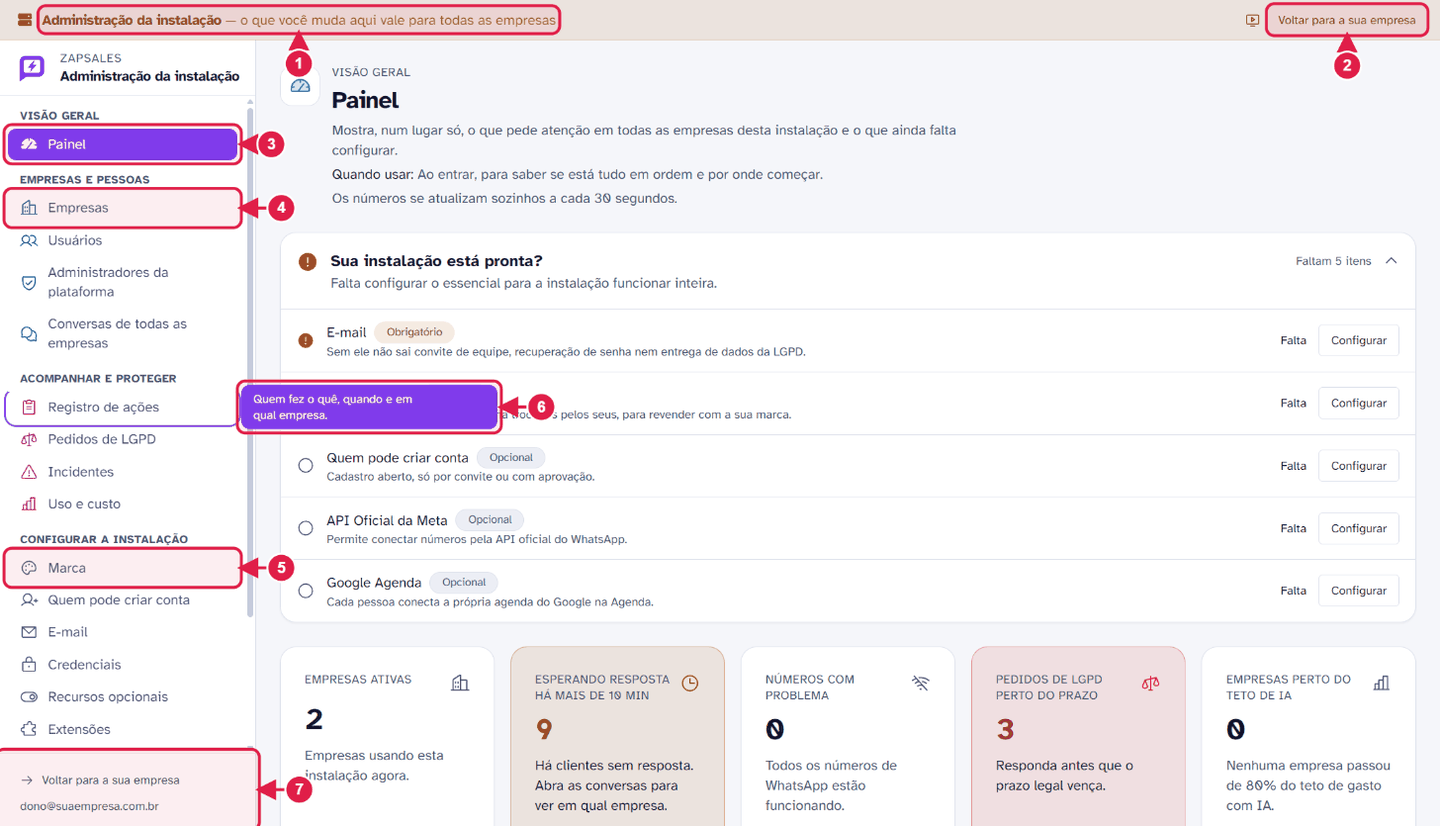 Administração da instalação — o que você muda aqui vale para todas as empresas
Voltar para a sua empresa
1
2
ZAPSALES
Administração da instalação
VISÃO GERAL
Painel
3
EMPRESAS E PESSOAS
Empresas
4
Usuários
Administradores da
plataforma
Conversas de todas as
empresas
ACOMPANHAR E PROTEGER
Registro de ações
Pedidos de LGPD
Incidentes
Uso e custo
CONFIGURAR A INSTALAÇÃO
Marca
5
Quem pode criar conta
E-mail
Credenciais
Recursos opcionais
Extensões
Voltar para a sua empresa
7
dono@suaempresa.com.br
VISÃO GERAL
Painel
Mostra, num lugar só, o que pede atenção em todas as empresas desta instalação e o que ainda falta
configurar.
Quando usar: Ao entrar, para saber se está tudo em ordem e por onde começar.
Os números se atualizam sozinhos a cada 30 segundos.
Sua instalação está pronta?
Faltam 5 itens
Falta configurar o essencial para a instalação funcionar inteira.
E-mail Obrigatório
Sem ele não sai convite de equipe, recuperação de senha nem entrega de dados da LGPD.
Falta Configurar
Quem fez o quê, quando e em
qual empresa.
6
pelos seus, para revender com a sua marca.
Falta Configurar
Quem pode criar conta Opcional
Cadastro aberto, só por convite ou com aprovação.
Falta Configurar
API Oficial da Meta Opcional
Permite conectar números pela API oficial do WhatsApp.
Falta Configurar
Google Agenda Opcional
Cada pessoa conecta a própria agenda do Google na Agenda.
Falta Configurar
EMPRESAS ATIVAS
2
Empresas usando esta
instalação agora.
ESPERANDO RESPOSTA
HÁ MAIS DE 10 MIN
9
Há clientes sem resposta.
Abra as conversas para
ver em qual empresa.
NÚMEROS COM
PROBLEMA
0
Todos os números de
WhatsApp estão
funcionando.
PEDIDOS DE LGPD
PERTO DO PRAZO
3
Responda antes que o
prazo legal vença.
EMPRESAS PERTO DO
TETO DE IA
0
Nenhuma empresa passou
de 80% do teto de gasto
com IA.